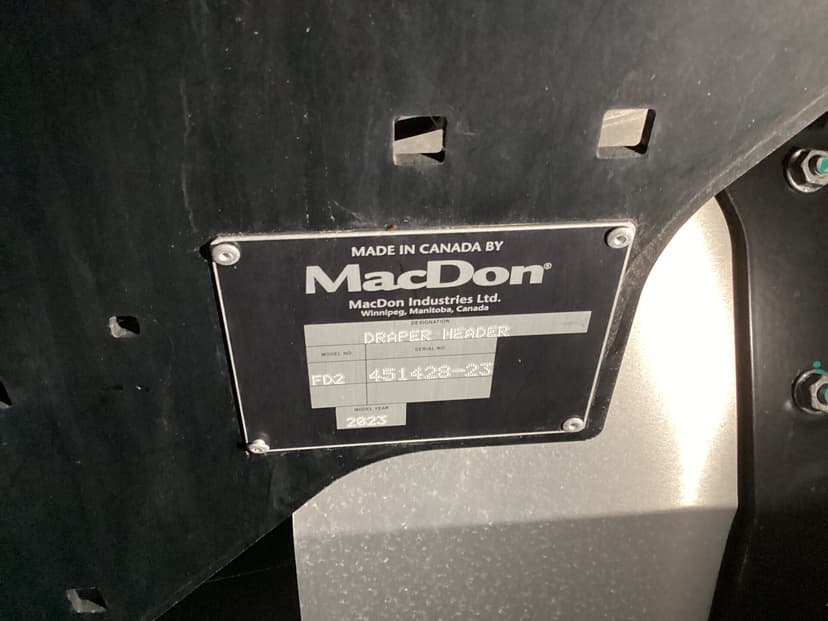 MADE IN CANADA BY
MacDon®
MacDon Industries Ltd.
Winnipeg, Manitoba, Canada
DESIGNATION
DRAPER HEADER
MODEL NO. SERIAL NO.
FD2 451428-23
MODEL YEAR
2023